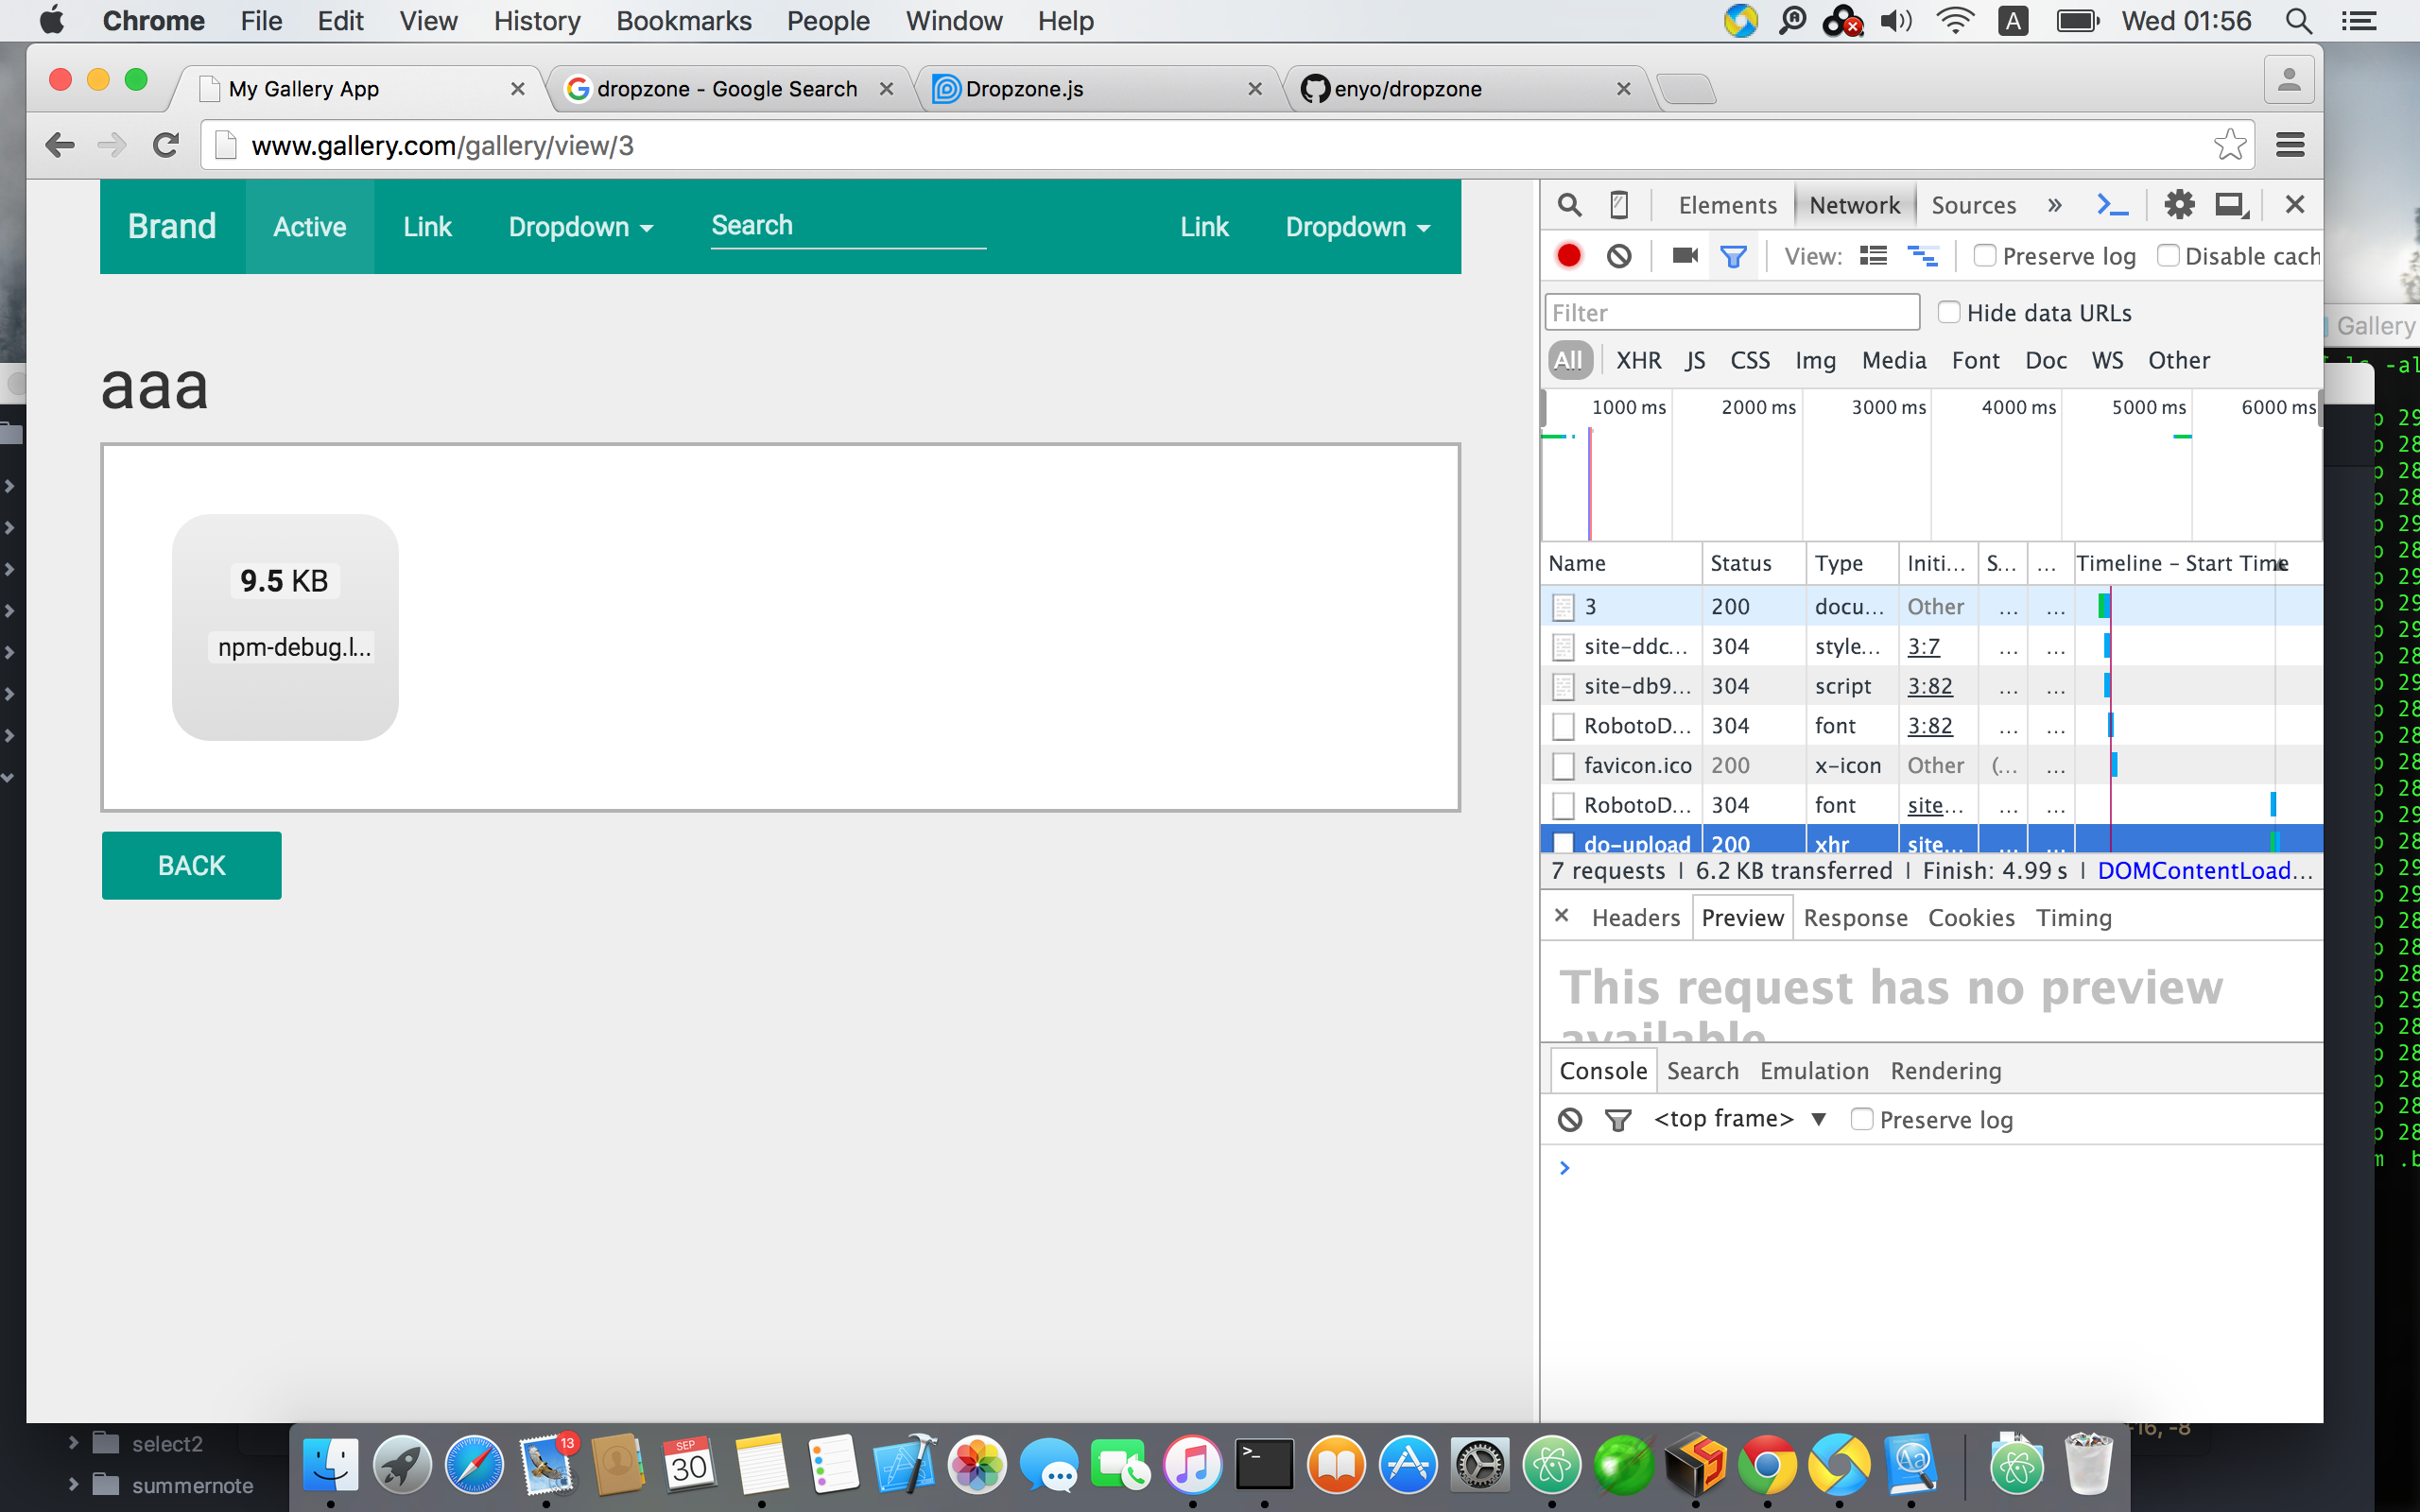 Chrome File Edit View History Bookmarks People Window Help A Wed 01:56
My Gallery App dropzone - Google Search Dropzone.js enyo/dropzone
www.gallery.com/gallery/view/3
Brand Active Link Dropdown Search Link Dropdown
aaa
9.5 KB
npm-debug.l...
BACK
Elements Network Sources »
View: Preserve log Disable cach
Filter Hide data URLs
All XHR JS CSS Img Media Font Doc WS Other
1000 ms 2000 ms 3000 ms 4000 ms 5000 ms 6000 ms
Name Status Type Initi... S... ... Timeline – Start Time
3 200 docu... Other ... ...
site-ddc... 304 style... 3:7 ... ...
site-db9... 304 script 3:82 ... ...
RobotoD... 304 font 3:82 ... ...
favicon.ico 200 x-icon Other (... ...
RobotoD... 304 font site... ... ...
do-upload 200 xhr site... ... ...
7 requests | 6.2 KB transferred | Finish: 4.99 s | DOMContentLoad...
× Headers Preview Response Cookies Timing
This request has no preview
available
Console Search Emulation Rendering
<top frame> ▼ Preserve log
>
Gallery
-al
select2
summernote
13
SEP
30